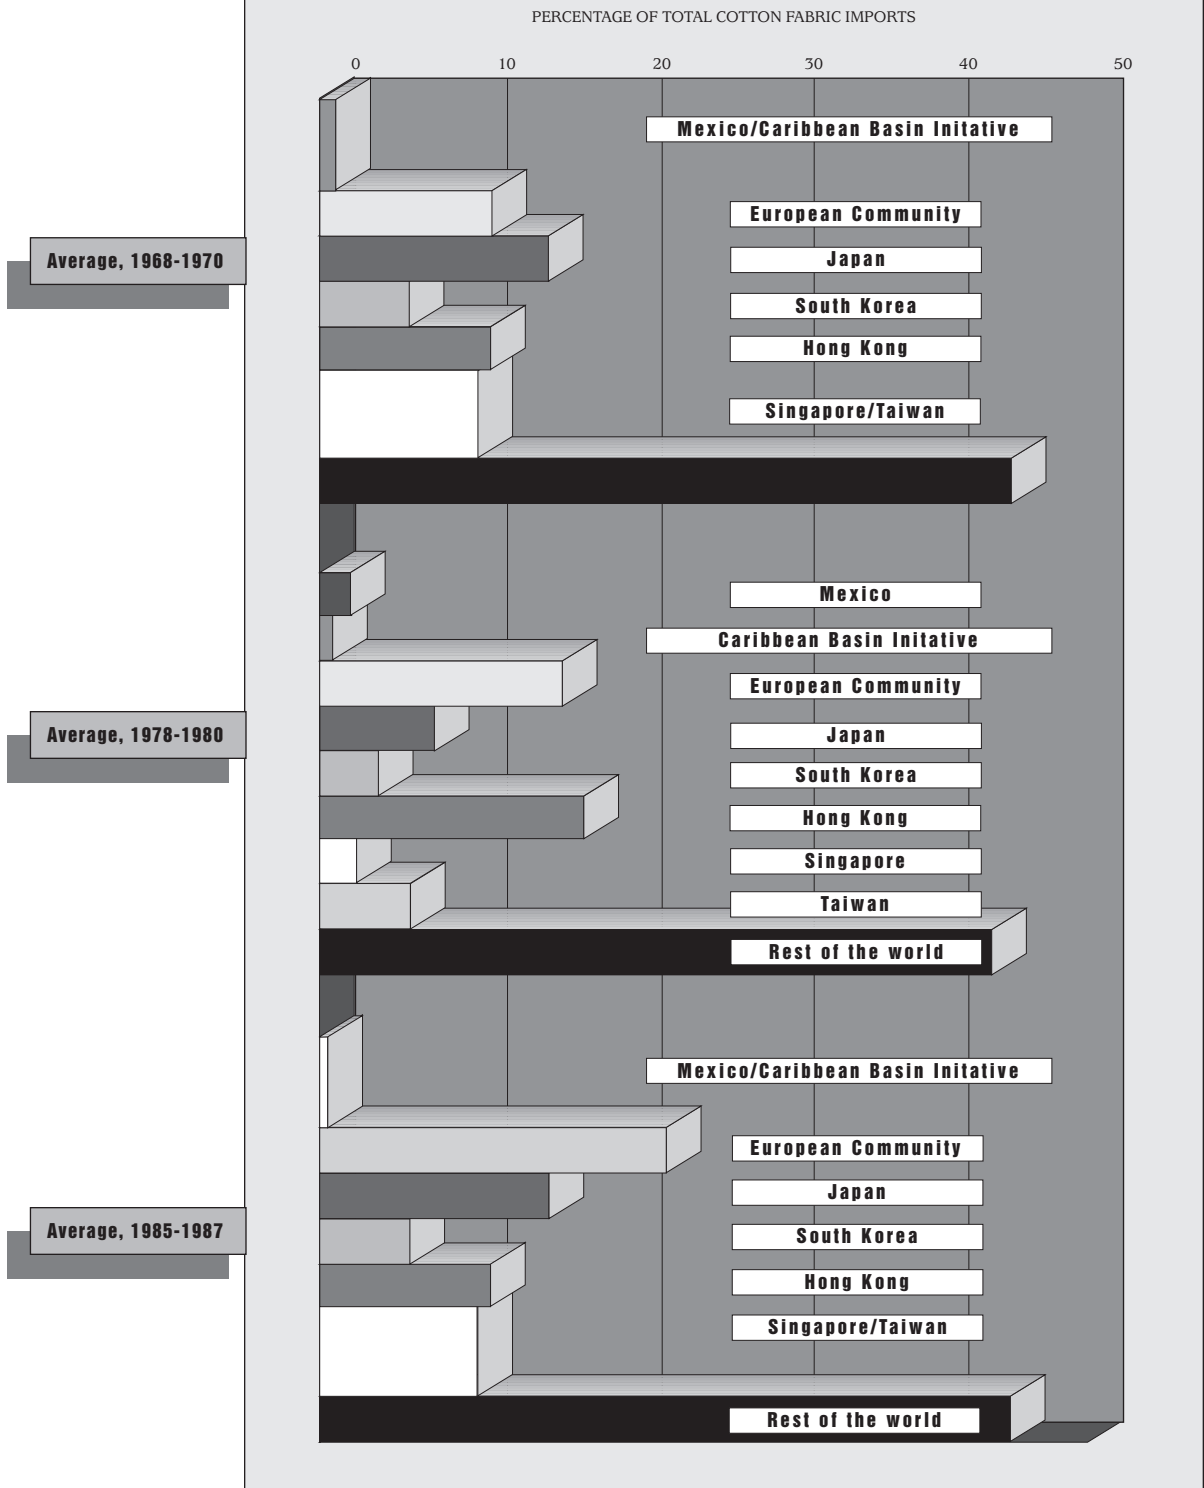 PERCENTAGE OF TOTAL COTTON FABRIC IMPORTS
0 10 20 30 40 50
Mexico/Caribbean Basin Initative
European Community
Average, 1968-1970
Japan
South Korea
Hong Kong
Singapore/Taiwan
Mexico
Caribbean Basin Initative
European Community
Average, 1978-1980
Japan
South Korea
Hong Kong
Singapore
Taiwan
Rest of the world
Mexico/Caribbean Basin Initative
European Community
Japan
Average, 1985-1987
South Korea
Hong Kong
Singapore/Taiwan
Rest of the world